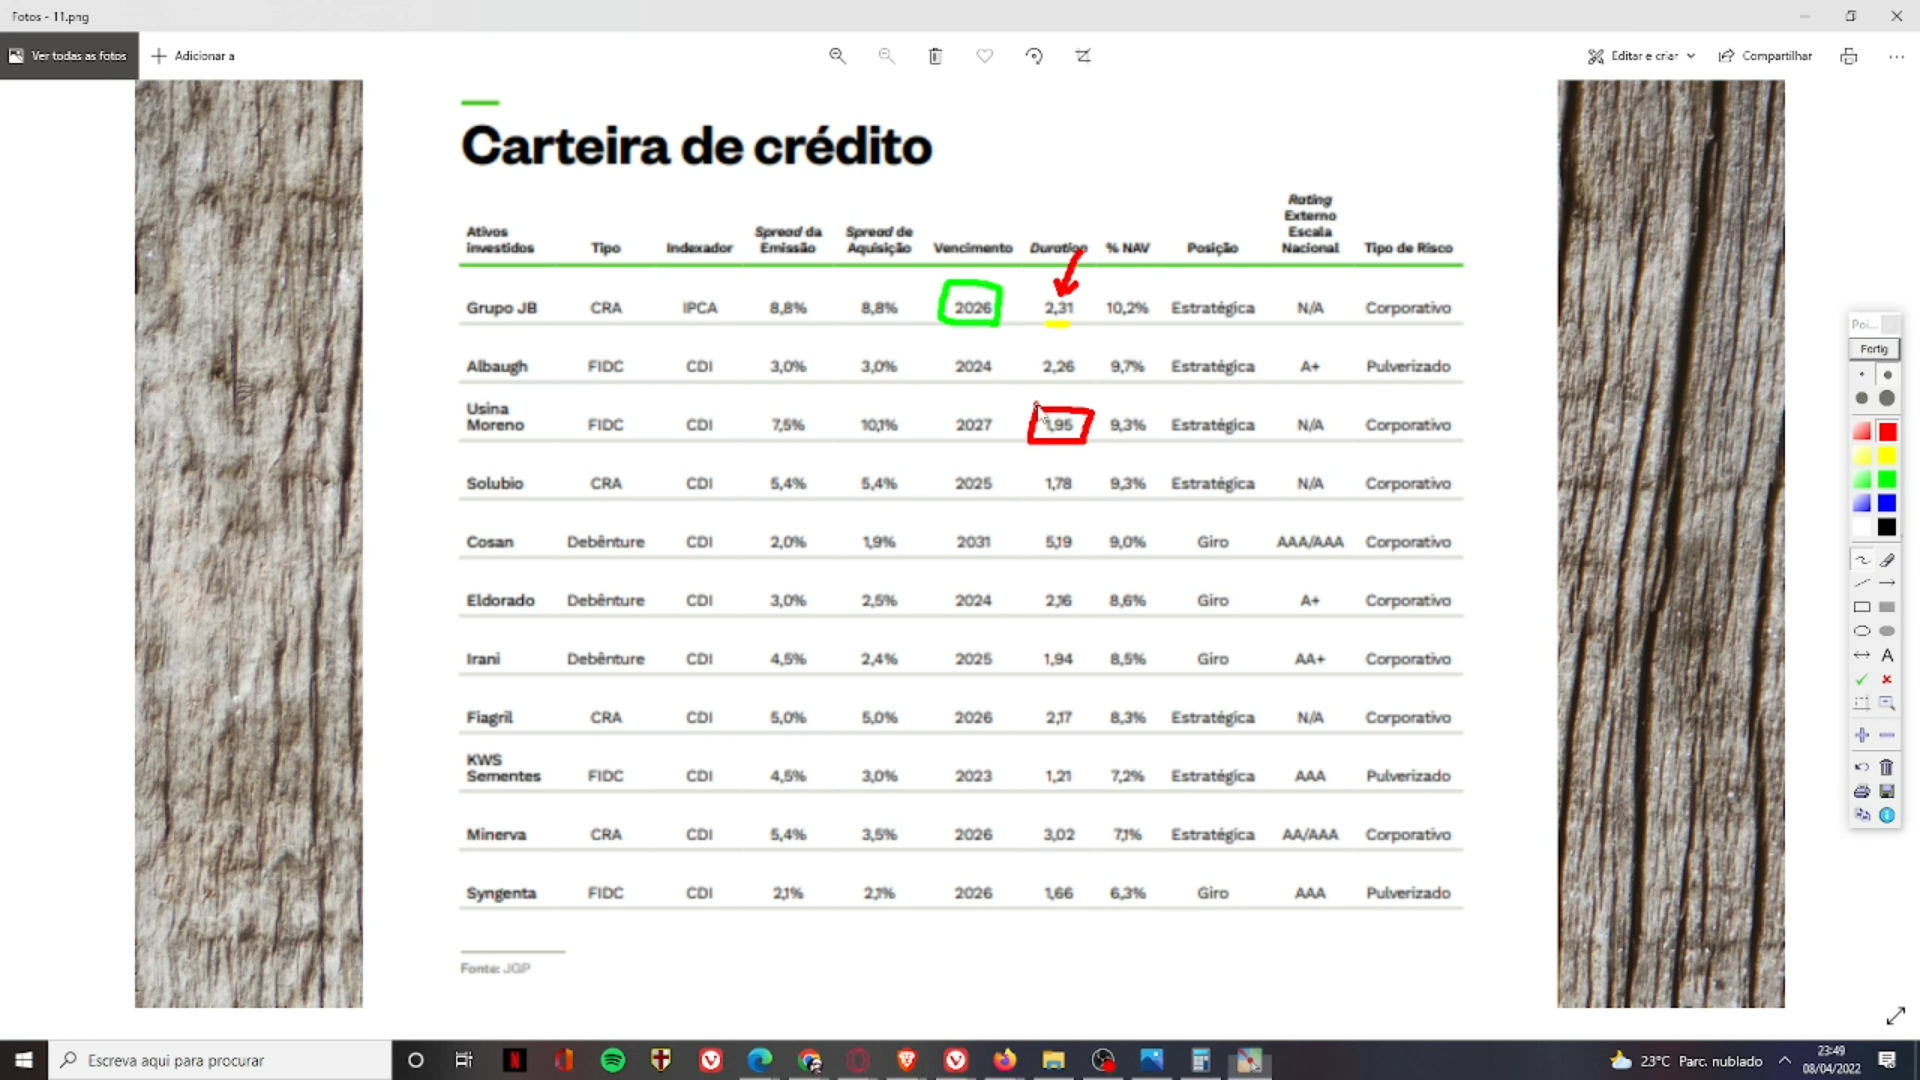 Fotos - 11.png
Ver todas as fotos
Adicionar a
Editar e criar
Compartilhar
Carteira de crédito
Ativos investidos Tipo Indexador Spread da Emissão Spread de Aquisição Vencimento Duration % NAV Posição Rating Externo Escala Nacional Tipo de Risco
Grupo JB CRA IPCA 8,8% 8,8% 2026 2,31 10,2% Estratégica N/A Corporativo
Albaugh FIDC CDI 3,0% 3,0% 2024 2,26 9,7% Estratégica A+ Pulverizado
Usina Moreno FIDC CDI 7,5% 10,1% 2027 1,95 9,3% Estratégica N/A Corporativo
Solubio CRA CDI 5,4% 5,4% 2025 1,78 9,3% Estratégica N/A Corporativo
Cosan Debênture CDI 2,0% 1,9% 2031 5,19 9,0% Giro AAA/AAA Corporativo
Eldorado Debênture CDI 3,0% 2,5% 2024 2,16 8,6% Giro A+ Corporativo
Irani Debênture CDI 4,5% 2,4% 2025 1,94 8,5% Giro AA+ Corporativo
Fiagril CRA CDI 5,0% 5,0% 2026 2,17 8,3% Estratégica N/A Corporativo
KWS Sementes FIDC CDI 4,5% 3,0% 2023 1,21 7,2% Estratégica AAA Pulverizado
Minerva CRA CDI 5,4% 3,5% 2026 3,02 7,1% Estratégica AA/AAA Corporativo
Syngenta FIDC CDI 2,1% 2,1% 2026 1,66 6,3% Giro AAA Pulverizado
Fonte: JGP
Poi...
Fertig
A
Escreva aqui para procurar
23°C Parc. nublado
23:49
08/04/2022